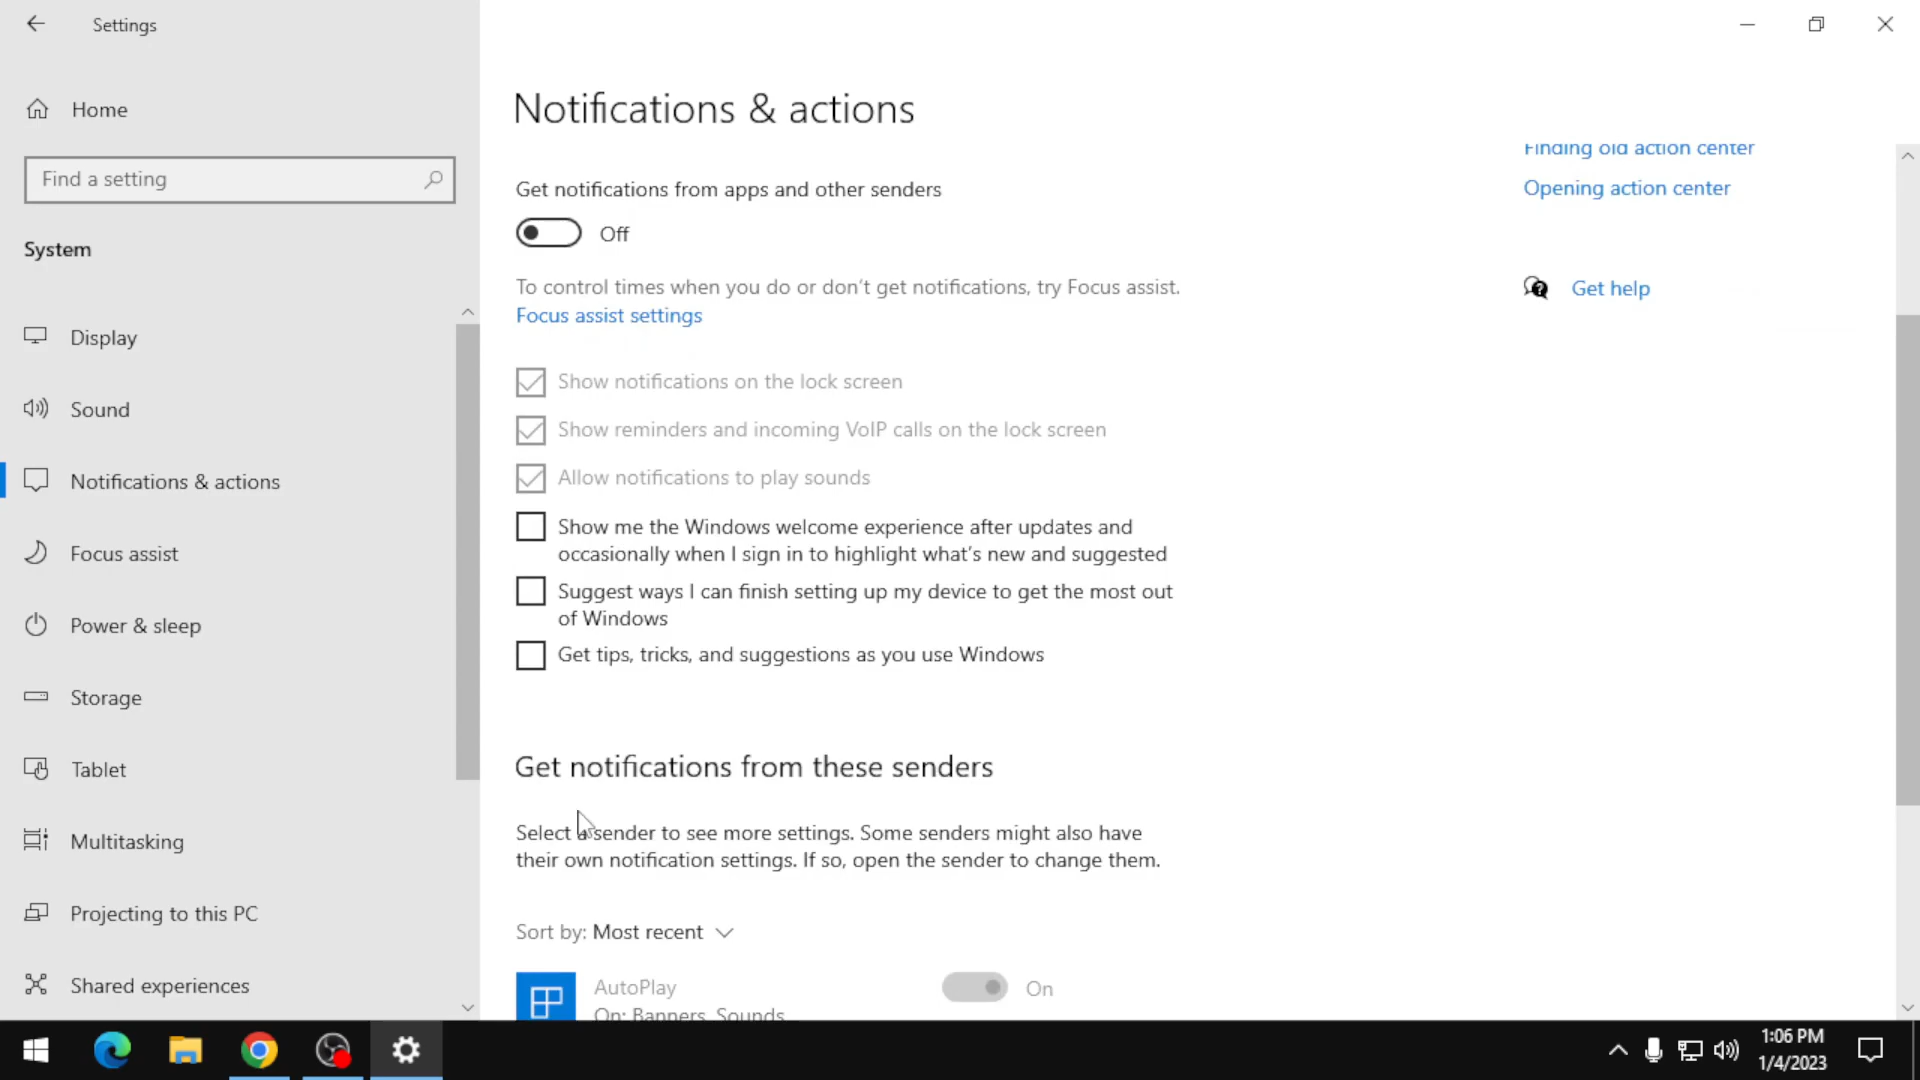 Settings
Home
Find a setting
System
Display
Sound
Notifications & actions
Focus assist
Power & sleep
Storage
Tablet
Multitasking
Projecting to this PC
Shared experiences
Notifications & actions
Get notifications from apps and other senders
Off
To control times when you do or don't get notifications, try Focus assist.
Focus assist settings
Show notifications on the lock screen
Show reminders and incoming VoIP calls on the lock screen
Allow notifications to play sounds
Show me the Windows welcome experience after updates and
occasionally when I sign in to highlight what's new and suggested
Suggest ways I can finish setting up my device to get the most out
of Windows
Get tips, tricks, and suggestions as you use Windows
Get notifications from these senders
Select a sender to see more settings. Some senders might also have
their own notification settings. If so, open the sender to change them.
Sort by: Most recent
AutoPlay
On
On: Banners, Sounds
Finding old action center
Opening action center
Get help
1:06 PM
1/4/2023